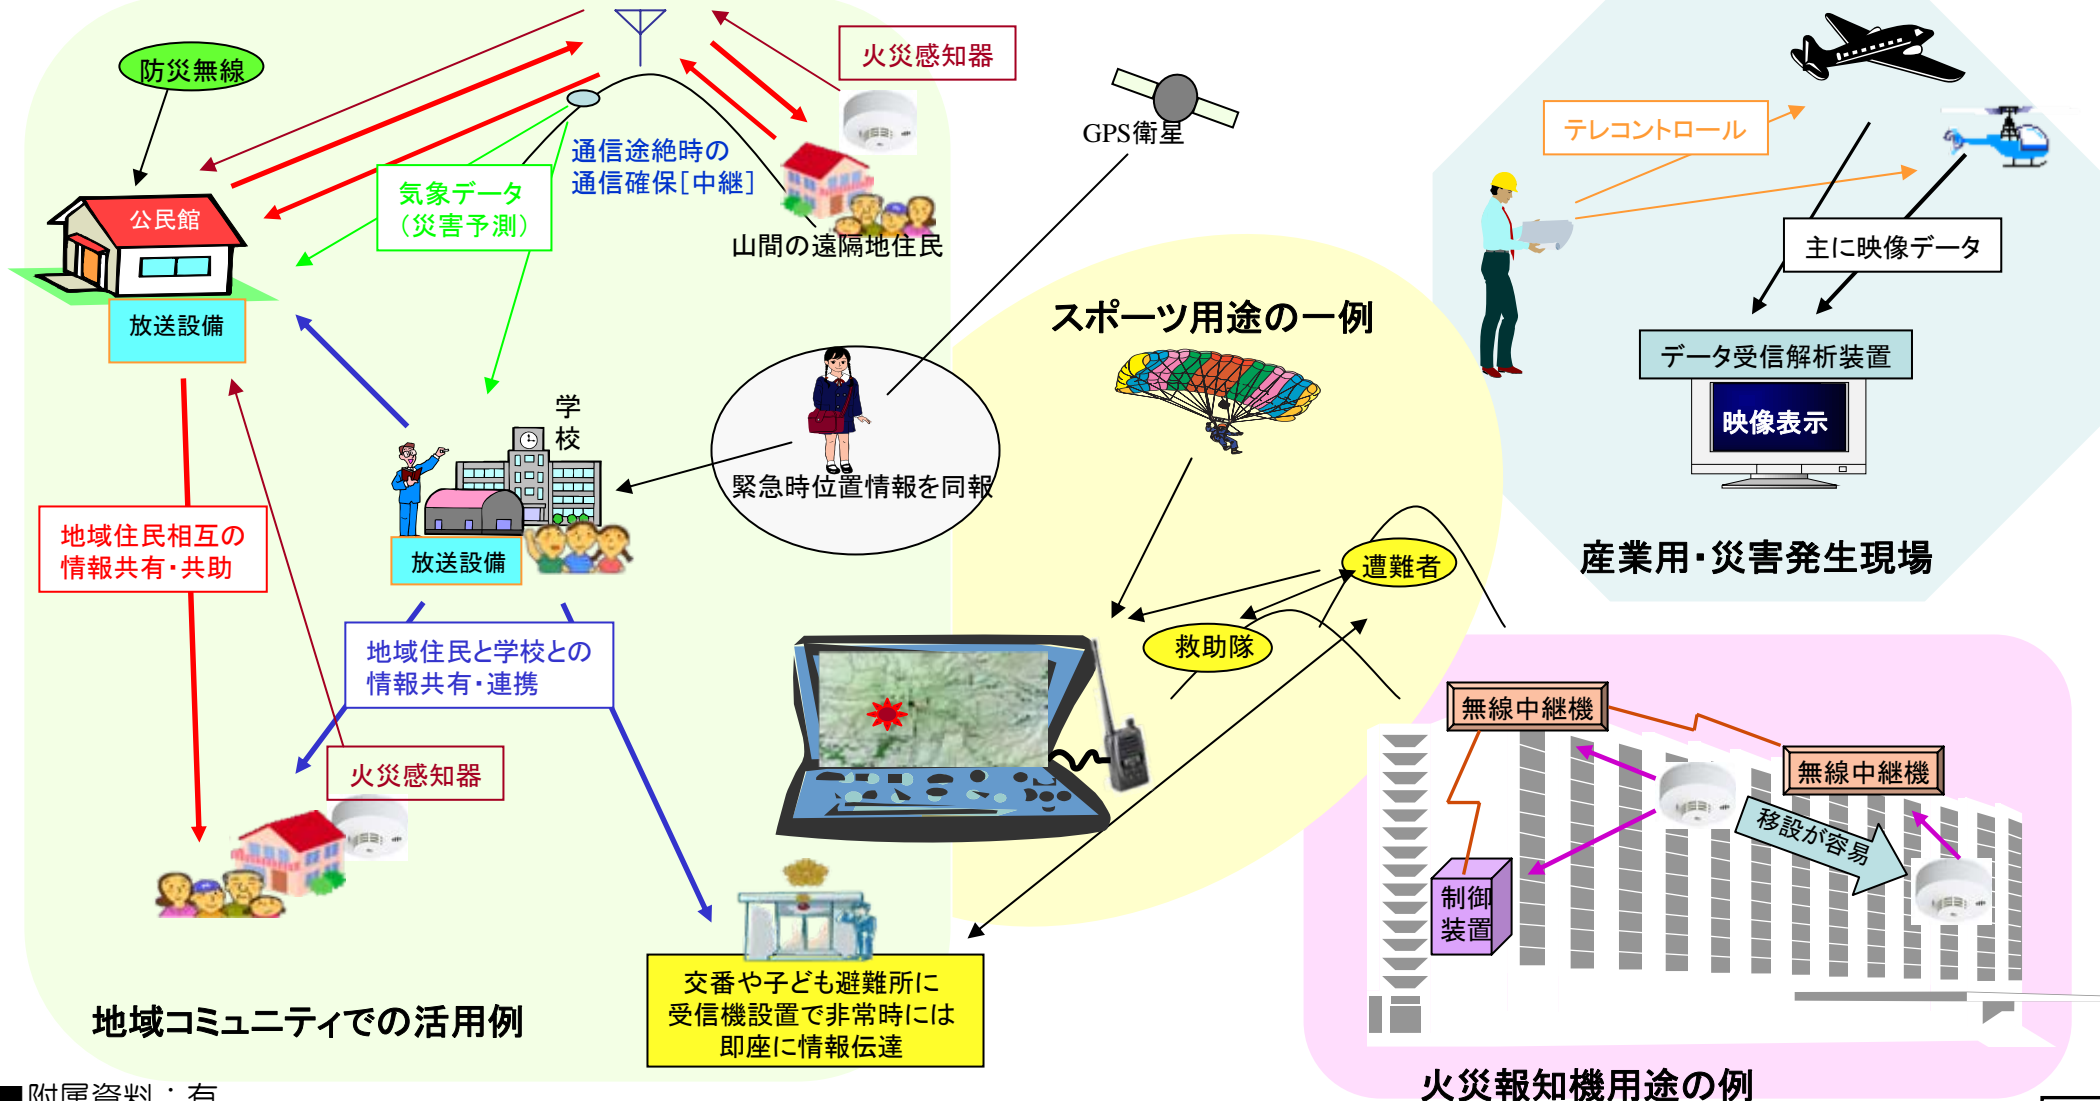 防災無線
火災感知器
通信途絶時の
通信確保[中継]
気象データ
(災害予測)
公民館
放送設備
山間の遠隔地住民
GPS衛星
テレコントロール
主に映像データ
データ受信解析装置
映像表示
産業用・災害発生現場
スポーツ用途の一例
学
校
緊急時位置情報を同報
放送設備
地域住民相互の
情報共有・共助
地域住民と学校との
情報共有・連携
火災感知器
遭難者
救助隊
無線中継機
無線中継機
移設が容易
制御
装置
交番や子ども避難所に
受信機設置で非常時には
即座に情報伝達
地域コミュニティでの活用例
火災報知機用途の例
■附属資料:有